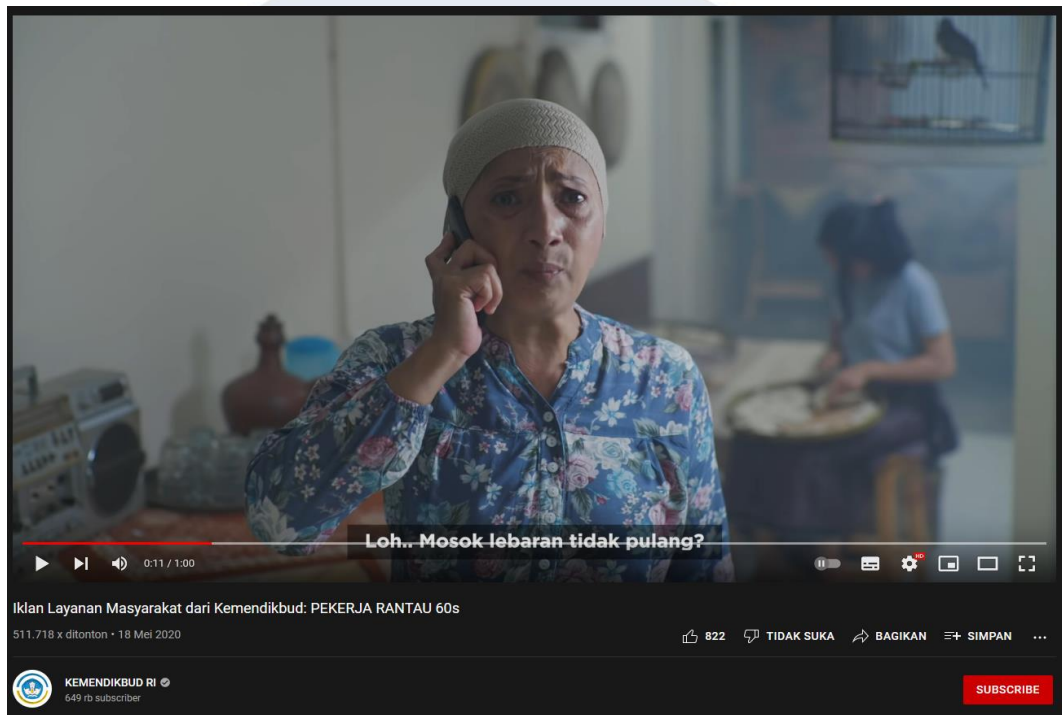 Loh.. Mosok lebaran tidak pulang?
0:11 / 1:00
HD
Iklan Layanan Masyarakat dari Kemendikbud: PEKERJA RANTAU 60s
511.718 x ditonton • 18 Mei 2020
822 TIDAK SUKA BAGIKAN SIMPAN ...
KEMENDIKBUD RI
649 rb subscriber
SUBSCRIBE